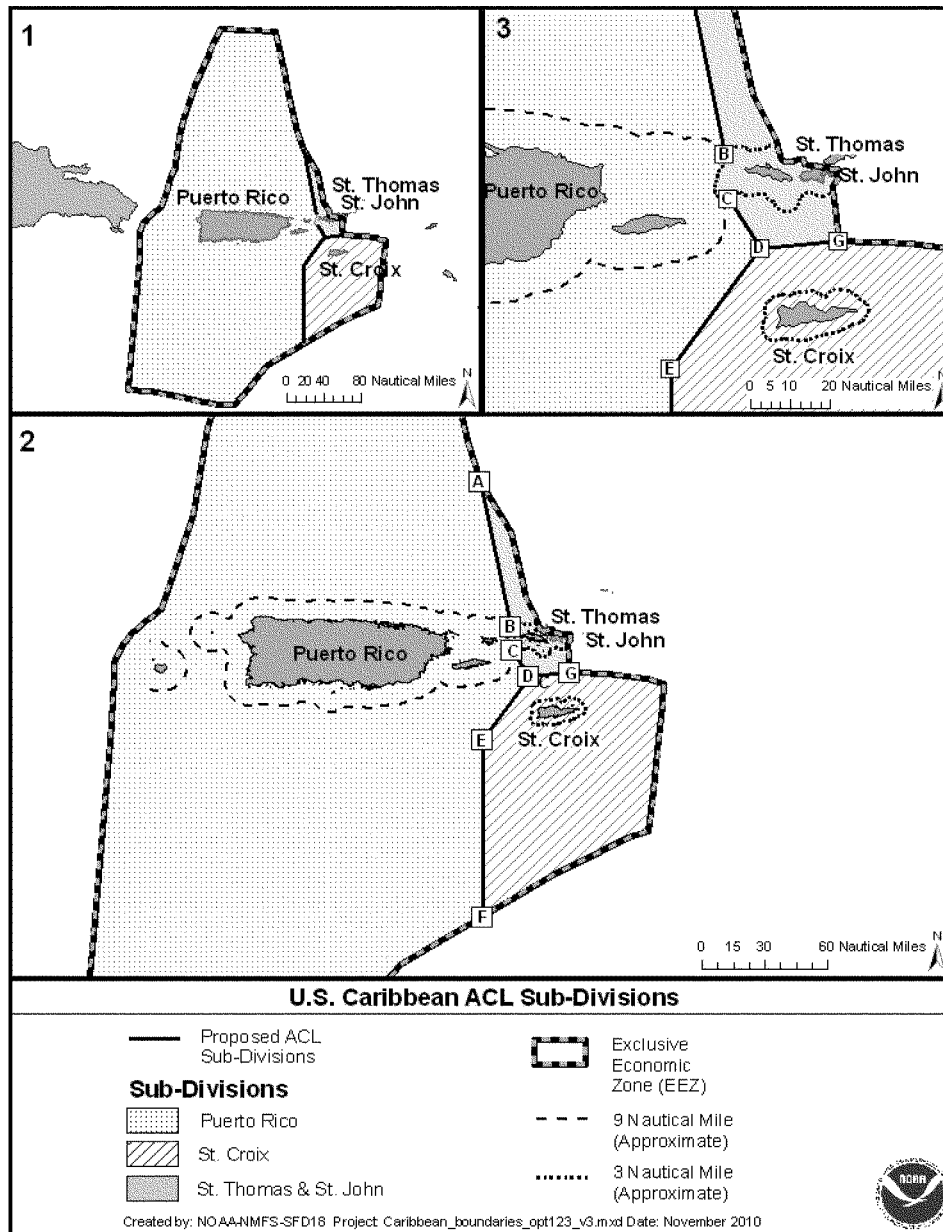 1
Puerto Rico
St. Thomas
St. John
St. Croix
0 20 40 80 Nautical Miles
N
3
St. Thomas
St. John
Puerto Rico
B
C
D
G
E
St. Croix
0 5 10 20 Nautical Miles
N
2
A
B
St. Thomas
St. John
Puerto Rico
C
D
G
E
St. Croix
F
0 15 30 60 Nautical Miles
N
U.S. Caribbean ACL Sub-Divisions
Proposed ACL
Sub-Divisions
Sub-Divisions
Puerto Rico
St. Croix
St. Thomas & St. John
Exclusive
Economic
Zone (EEZ)
9 Nautical Mile
(Approximate)
3 Nautical Mile
(Approximate)
NOAA
Created by: NOAA-NMFS-SFD18 Project: Caribbean_boundaries_opt123_v3.mxd Date: November 2010